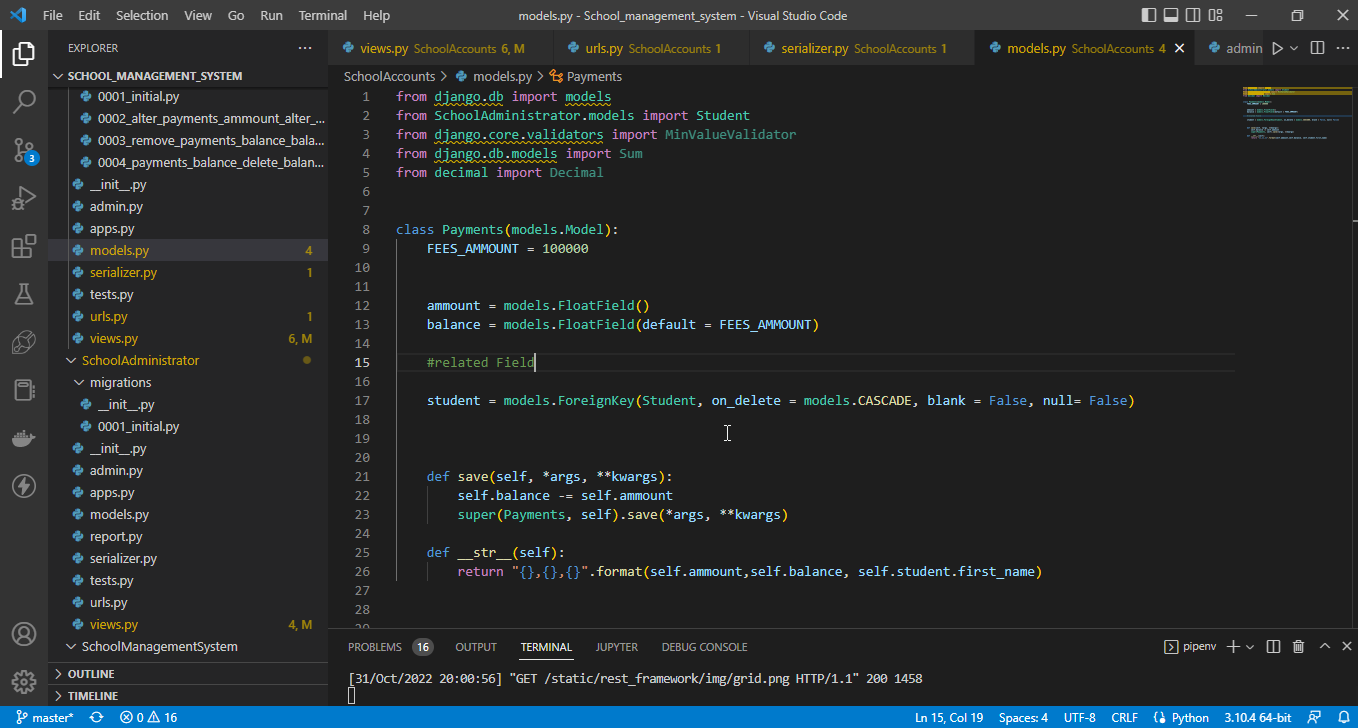 File Edit Selection View Go Run Terminal Help models.py - School_management_system - Visual Studio Code
EXPLORER
SCHOOL_MANAGEMENT_SYSTEM
0001_initial.py
0002_alter_payments_ammount_alter_...
0003_remove_payments_balance_bala...
0004_payments_balance_delete_balan...
__init__.py
admin.py
apps.py
models.py 4
serializer.py 1
tests.py
urls.py 1
views.py 6, M
SchoolAdministrator
migrations
__init__.py
0001_initial.py
__init__.py
admin.py
apps.py
models.py
report.py
serializer.py
tests.py
urls.py
views.py 4, M
SchoolManagementSystem
OUTLINE
TIMELINE
3
views.py SchoolAccounts 6, M urls.py SchoolAccounts 1 serializer.py SchoolAccounts 1 models.py SchoolAccounts 4 admin
SchoolAccounts > models.py > Payments
1 from django.db import models
2 from SchoolAdministrator.models import Student
3 from django.core.validators import MinValueValidator
4 from django.db.models import Sum
5 from decimal import Decimal
6
7
8 class Payments(models.Model):
9 FEES_AMMOUNT = 100000
10
11
12 ammount = models.FloatField()
13 balance = models.FloatField(default = FEES_AMMOUNT)
14
15 #related Field
16
17 student = models.ForeignKey(Student, on_delete = models.CASCADE, blank = False, null= False)
18
19
20
21 def save(self, *args, **kwargs):
22 self.balance -= self.ammount
23 super(Payments, self).save(*args, **kwargs)
24
25 def __str__(self):
26 return "{},{},{}".format(self.ammount,self.balance, self.student.first_name)
27
28
29
PROBLEMS 16 OUTPUT TERMINAL JUPYTER DEBUG CONSOLE pipenv
[31/Oct/2022 20:00:56] "GET /static/rest_framework/img/grid.png HTTP/1.1" 200 1458
master* 0 16 Ln 15, Col 19 Spaces: 4 UTF-8 CRLF Python 3.10.4 64-bit